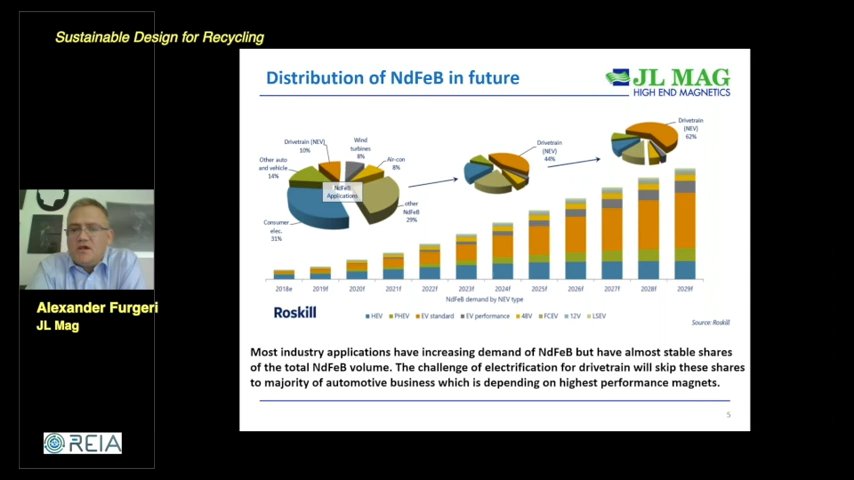 Sustainable Design for Recycling
Distribution of NdFeB in future
JL MAG
HIGH END MAGNETICS
Drivetrain (NEV)
10%
Wind
turbines
8%
Air-con
8%
Other auto
and vehicle
14%
NdFeB
Applications
other
NdFeB
29%
Consumer
elec.
31%
Drivetrain
(NEV)
44%
Drivetrain
(NEV)
62%
2018e 2019f 2020f 2021f 2022f 2023f 2024f 2025f 2026f 2027f 2028f 2029f
NdFeB demand by NEV type
HEV PHEV EV standard EV performance 48V FCEV 12V LSEV
Roskill
Source: Roskill
Most industry applications have increasing demand of NdFeB but have almost stable shares
of the total NdFeB volume. The challenge of electrification for drivetrain will skip these shares
to majority of automotive business which is depending on highest performance magnets.
5
Alexander Furgeri
JL Mag
REIA